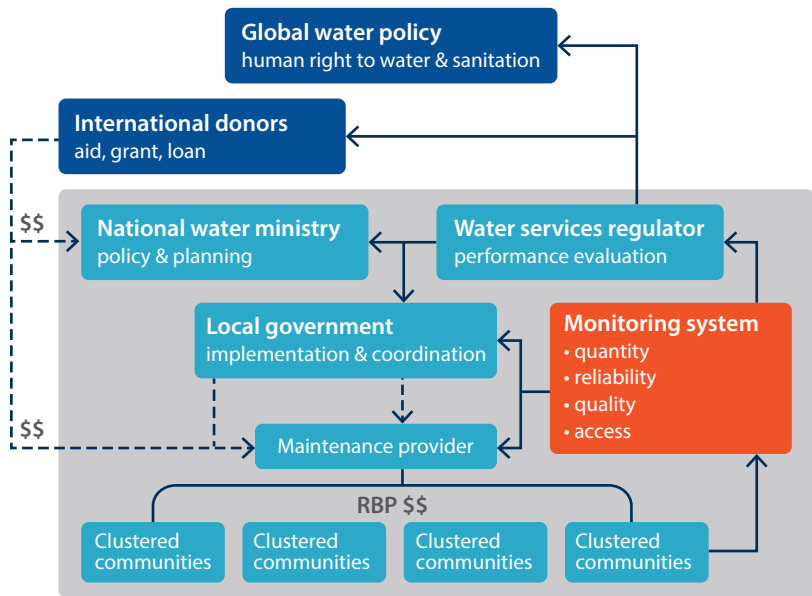 Global water policy
human right to water & sanitation
International donors
aid, grant, loan
$$
National water ministry
policy & planning
Water services regulator
performance evaluation
Local government
implementation & coordination
Monitoring system
• quantity
• reliability
• quality
• access
$$
Maintenance provider
RBP $$
Clustered
communities
Clustered
communities
Clustered
communities
Clustered
communities